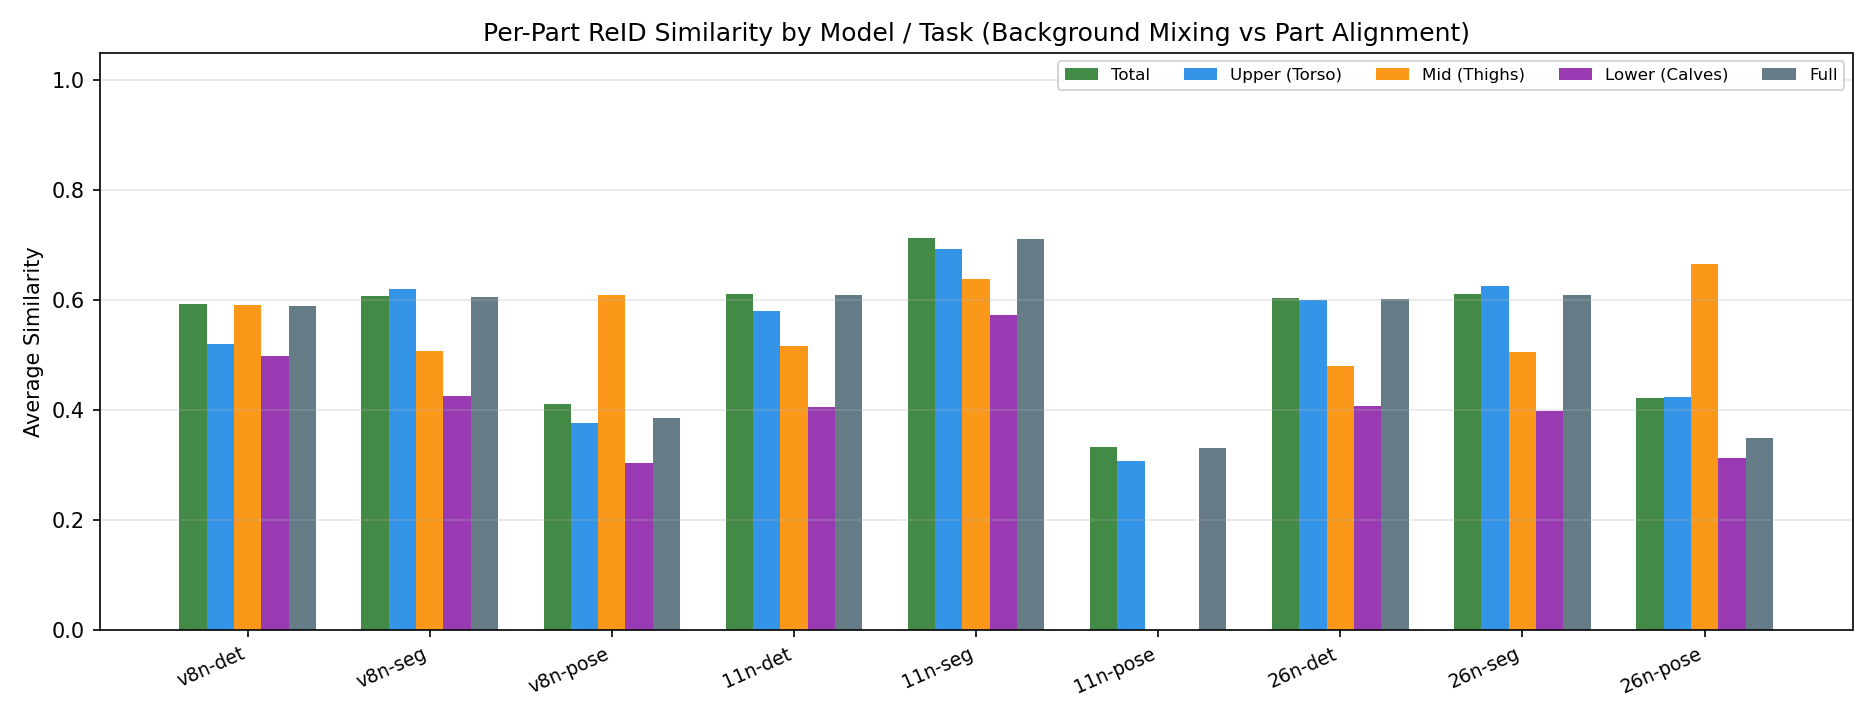 Per-Part ReID Similarity by Model / Task (Background Mixing vs Part Alignment)
Total Upper (Torso) Mid (Thighs) Lower (Calves) Full
Average Similarity
1.0
0.8
0.6
0.4
0.2
0.0
v8n-det v8n-seg v8n-pose 11n-det 11n-seg 11n-pose 26n-det 26n-seg 26n-pose